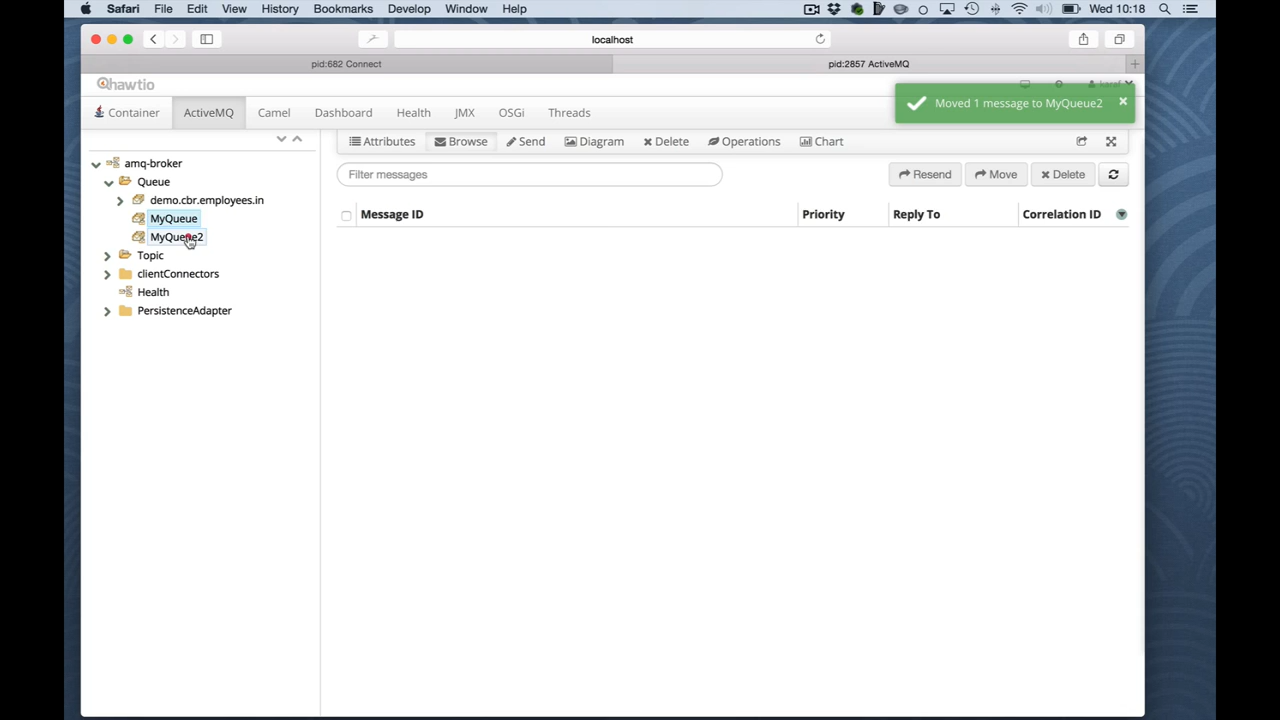 Safari File Edit View History Bookmarks Develop Window Help Wed 10:18
localhost
pid:682 Connect pid:2857 ActiveMQ
hawtio
Container ActiveMQ Camel Dashboard Health JMX OSGi Threads
Moved 1 message to MyQueue2
Attributes Browse Send Diagram Delete Operations Chart
amq-broker
Queue
demo.cbr.employees.in
MyQueue
MyQueue2
Topic
clientConnectors
Health
PersistenceAdapter
Filter messages Resend Move Delete
Message ID Priority Reply To Correlation ID